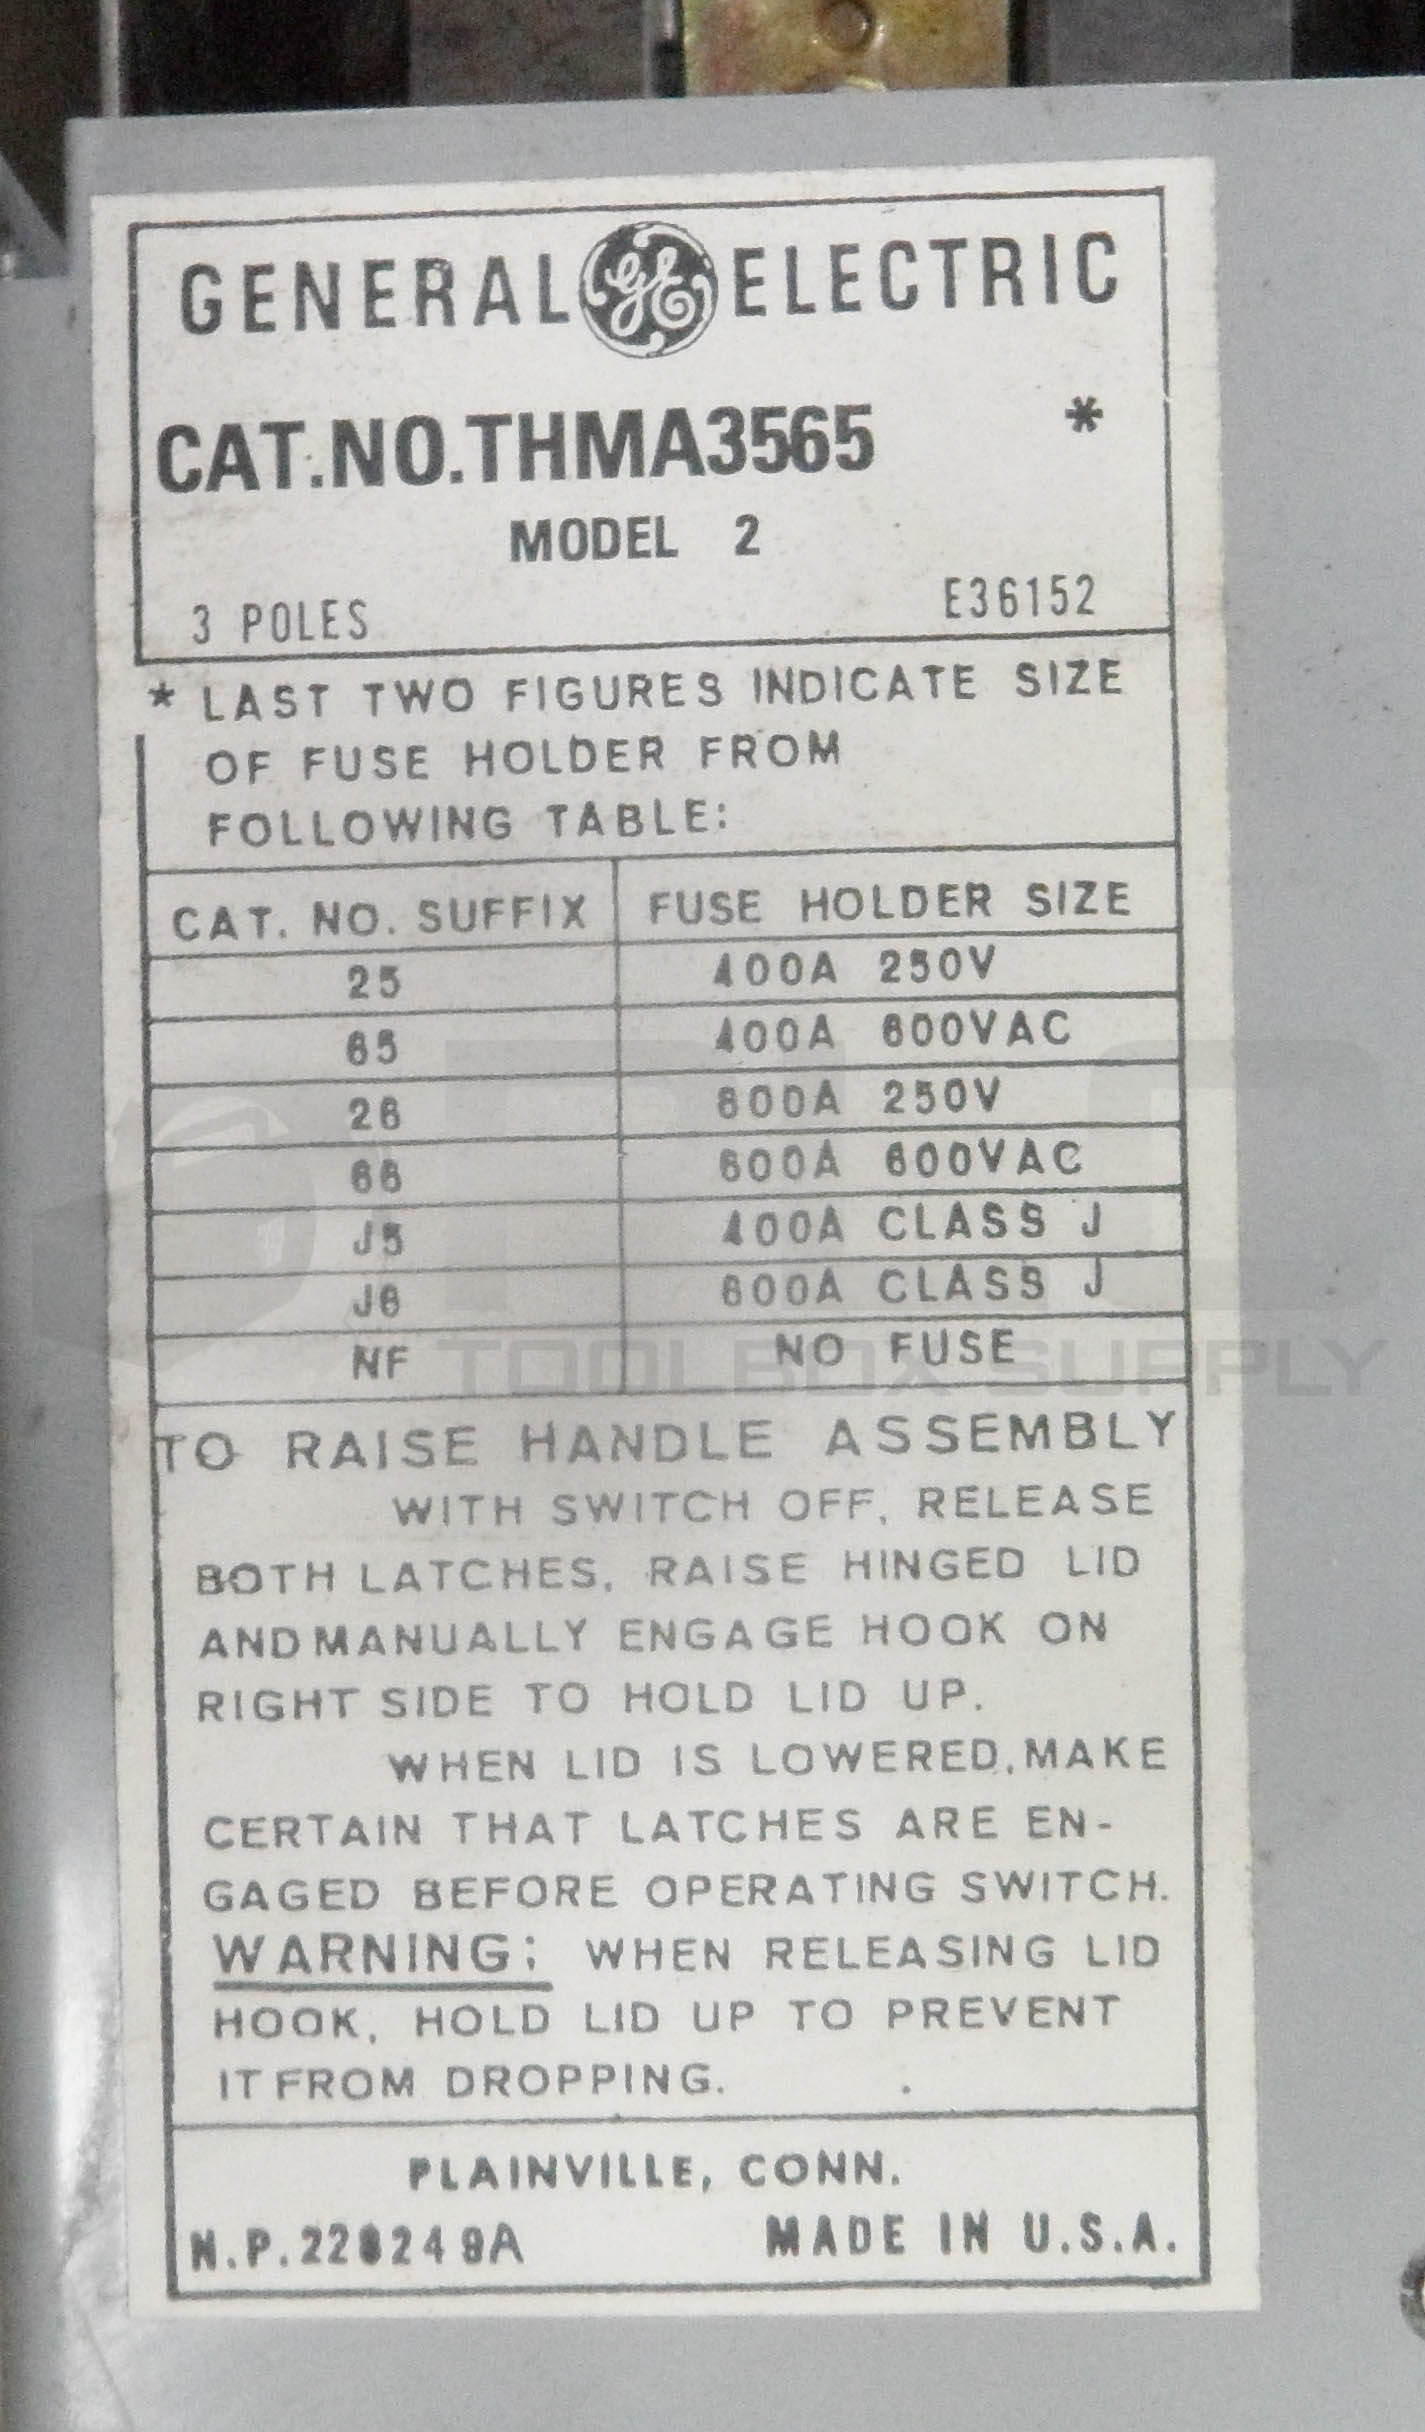 GENERAL GE ELECTRIC
CAT.NO.THMA3565 *
MODEL 2
3 POLES E36152
* LAST TWO FIGURES INDICATE SIZE
OF FUSE HOLDER FROM
FOLLOWING TABLE:
CAT. NO. SUFFIX FUSE HOLDER SIZE
25 400A 250V
65 400A 600VAC
26 600A 250V
66 600A 600VAC
J5 400A CLASS J
J6 600A CLASS J
NF NO FUSE
TOOLBOX SUPPLY
TO RAISE HANDLE ASSEMBLY
WITH SWITCH OFF, RELEASE
BOTH LATCHES, RAISE HINGED LID
AND MANUALLY ENGAGE HOOK ON
RIGHT SIDE TO HOLD LID UP.
WHEN LID IS LOWERED, MAKE
CERTAIN THAT LATCHES ARE EN-
GAGED BEFORE OPERATING SWITCH.
WARNING: WHEN RELEASING LID
HOOK, HOLD LID UP TO PREVENT
IT FROM DROPPING.
PLAINVILLE, CONN.
MADE IN U.S.A.